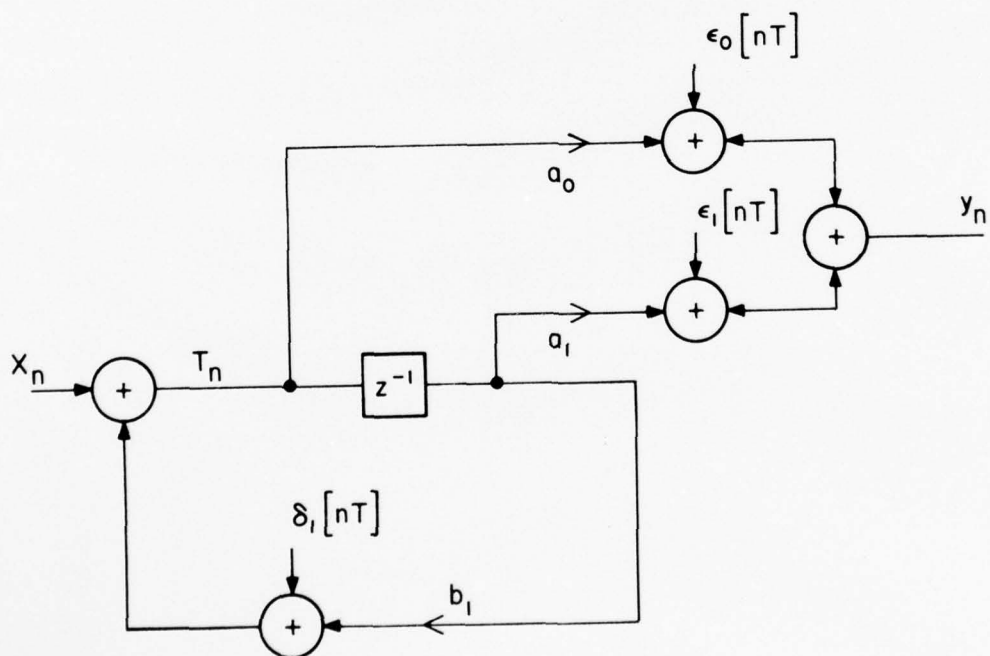 ϵ₀[nT]
a₀
ϵ₁[nT]
yₙ
a₁
Xₙ
Tₙ
z⁻¹
δ₁[nT]
b₁